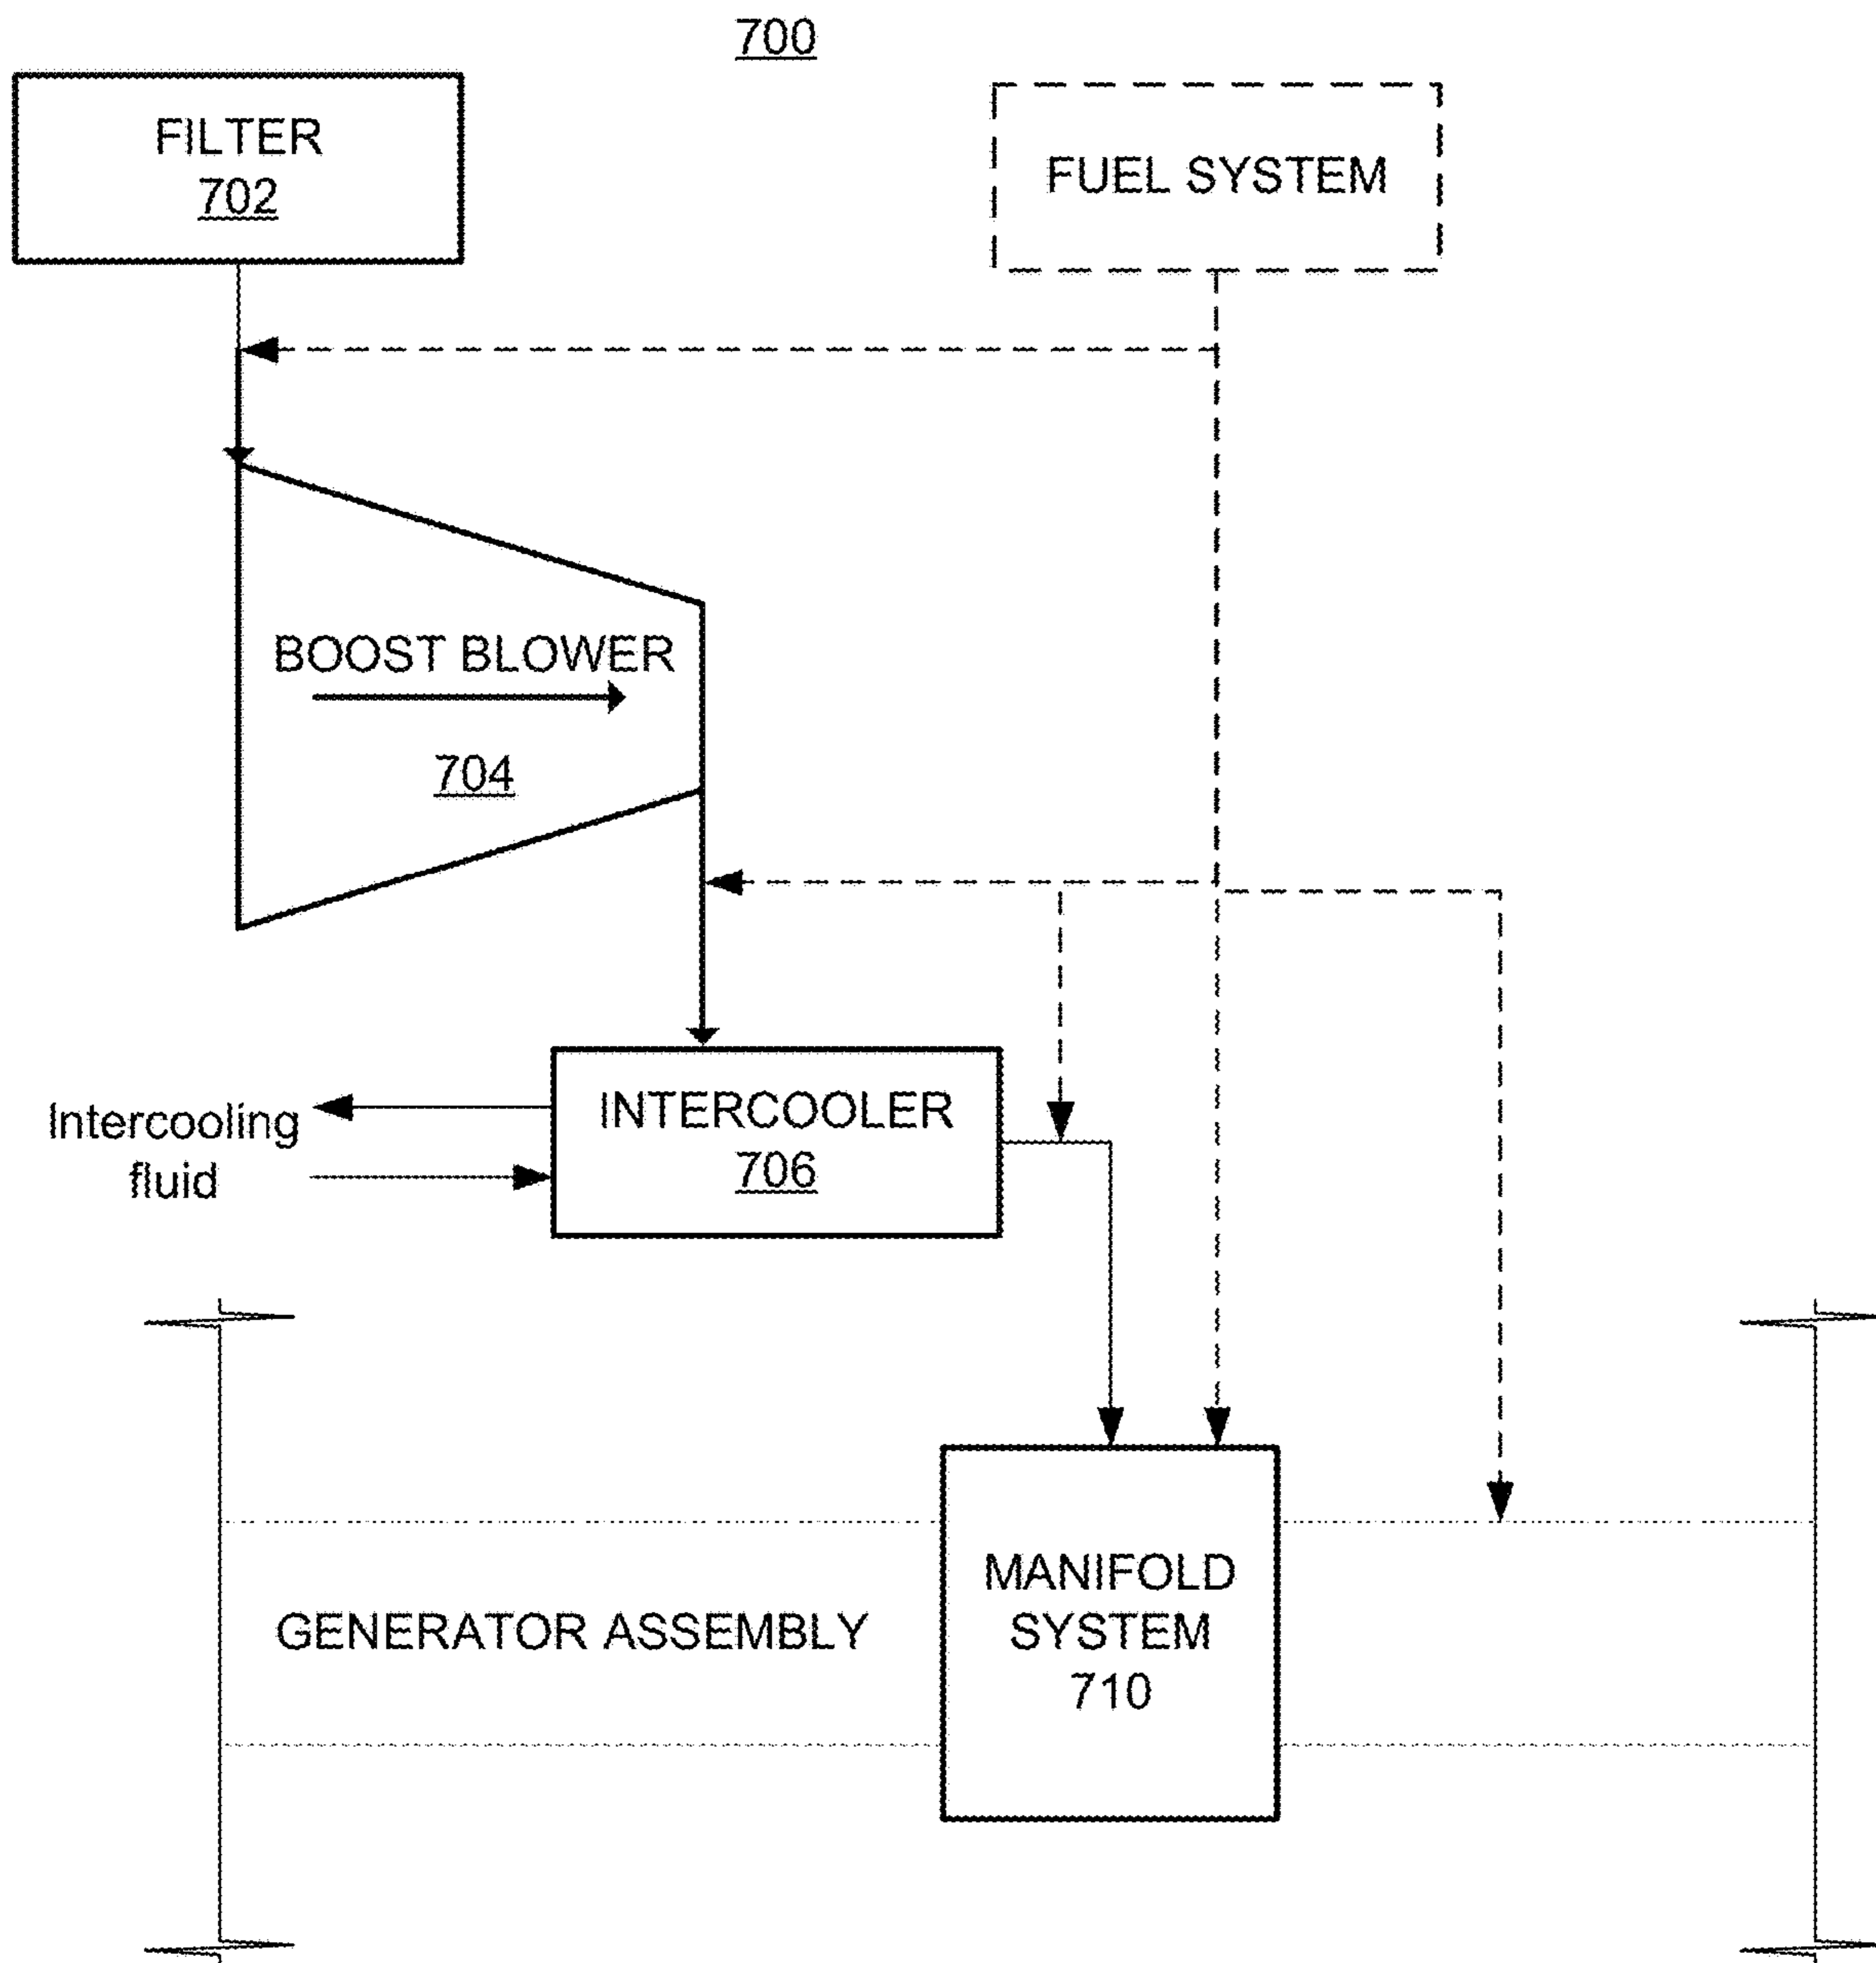 700
FILTER
702
FUEL SYSTEM
BOOST BLOWER
704
INTERCOOLER
706
Intercooling
fluid
GENERATOR ASSEMBLY
MANIFOLD
SYSTEM
710